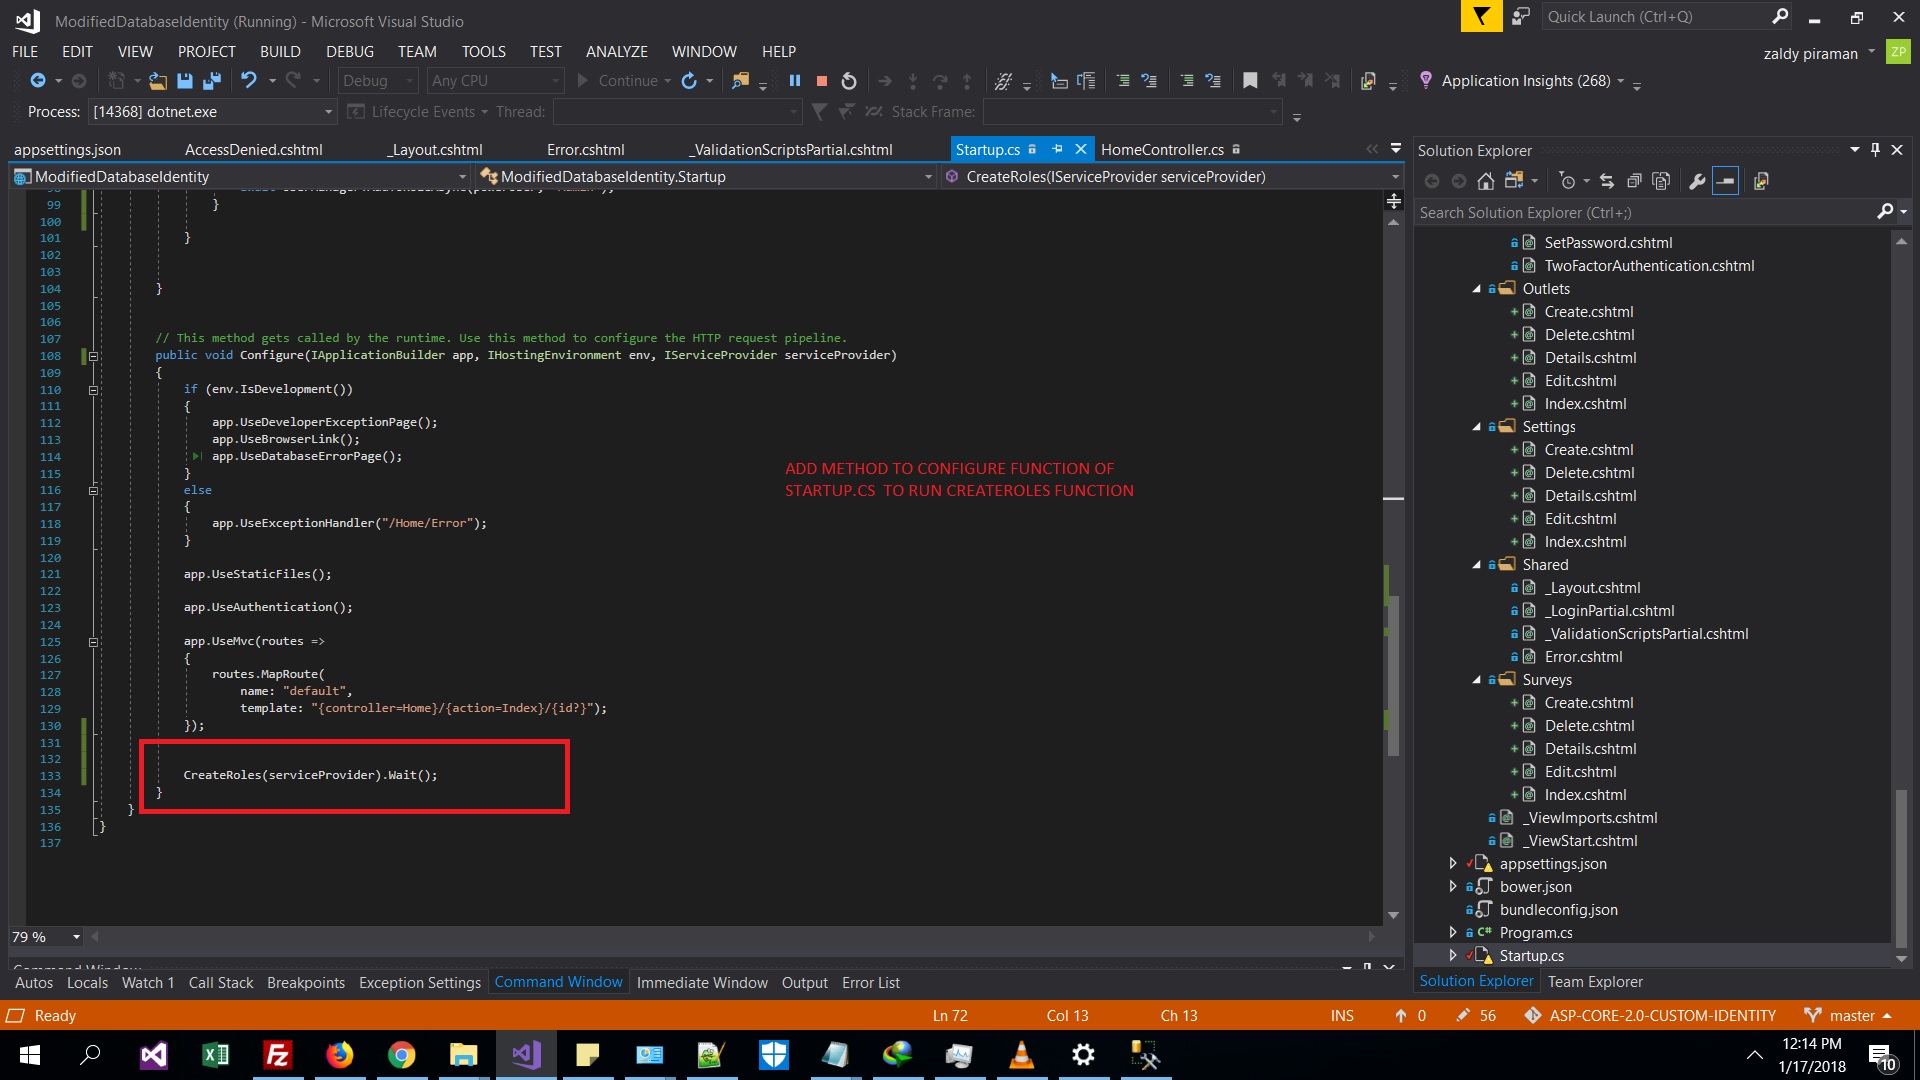 ModifiedDatabaseIdentity (Running) - Microsoft Visual Studio
Quick Launch (Ctrl+Q)
FILE EDIT VIEW PROJECT BUILD DEBUG TEAM TOOLS TEST ANALYZE WINDOW HELP
zaldy piraman ZP
Debug Any CPU Continue Application Insights (268)
Process: [14368] dotnet.exe Lifecycle Events Thread: Stack Frame:
appsettings.json AccessDenied.cshtml _Layout.cshtml Error.cshtml _ValidationScriptsPartial.cshtml Startup.cs HomeController.cs
ModifiedDatabaseIdentity ModifiedDatabaseIdentity.Startup CreateRoles(IServiceProvider serviceProvider)
99 }
100
101 }
102
103
104 }
105
106
107 // This method gets called by the runtime. Use this method to configure the HTTP request pipeline.
108 public void Configure(IApplicationBuilder app, IHostingEnvironment env, IServiceProvider serviceProvider)
109 {
110 if (env.IsDevelopment())
111 {
112 app.UseDeveloperExceptionPage();
113 app.UseBrowserLink();
114 app.UseDatabaseErrorPage();
115 }
116 else
117 {
118 app.UseExceptionHandler("/Home/Error");
119 }
120
121 app.UseStaticFiles();
122
123 app.UseAuthentication();
124
125 app.UseMvc(routes =>
126 {
127 routes.MapRoute(
128 name: "default",
129 template: "{controller=Home}/{action=Index}/{id?}");
130 });
131
132
133 CreateRoles(serviceProvider).Wait();
134 }
135 }
136 }
137
ADD METHOD TO CONFIGURE FUNCTION OF
STARTUP.CS TO RUN CREATEROLES FUNCTION
79 %
Solution Explorer
Search Solution Explorer (Ctrl+;)
SetPassword.cshtml
TwoFactorAuthentication.cshtml
Outlets
Create.cshtml
Delete.cshtml
Details.cshtml
Edit.cshtml
Index.cshtml
Settings
Create.cshtml
Delete.cshtml
Details.cshtml
Edit.cshtml
Index.cshtml
Shared
_Layout.cshtml
_LoginPartial.cshtml
_ValidationScriptsPartial.cshtml
Error.cshtml
Surveys
Create.cshtml
Delete.cshtml
Details.cshtml
Edit.cshtml
Index.cshtml
_ViewImports.cshtml
_ViewStart.cshtml
appsettings.json
bower.json
bundleconfig.json
C# Program.cs
Startup.cs
Solution Explorer Team Explorer
Command Window
Autos Locals Watch 1 Call Stack Breakpoints Exception Settings Command Window Immediate Window Output Error List
Ready Ln 72 Col 13 Ch 13 INS 0 56 ASP-CORE-2.0-CUSTOM-IDENTITY master
12:14 PM
1/17/2018
10